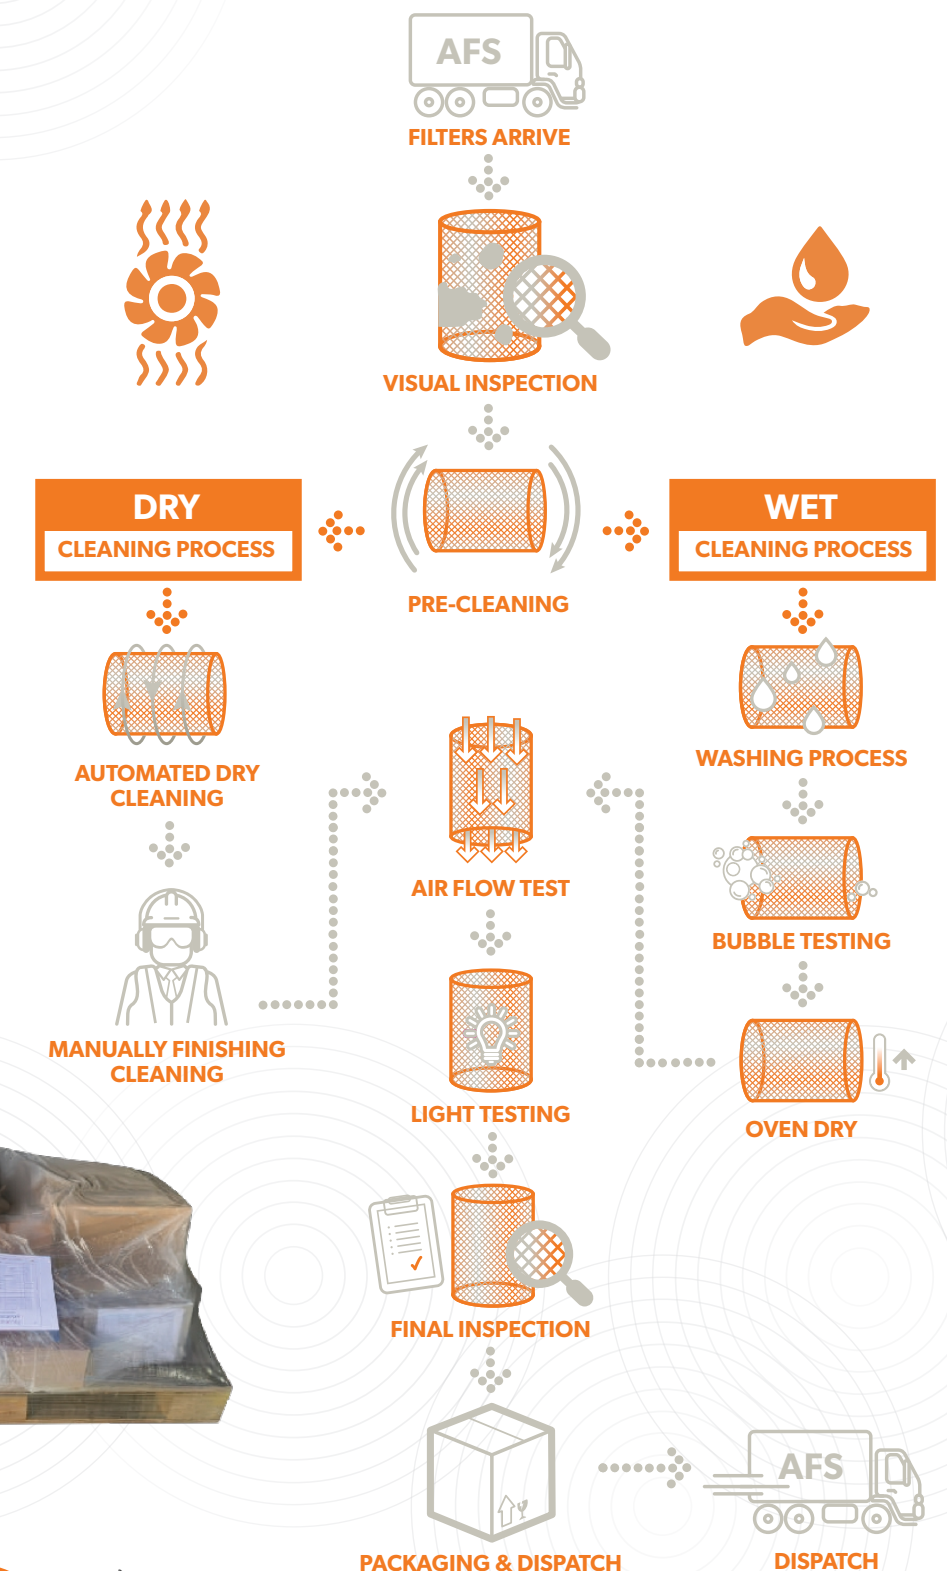 AFS
FILTERS ARRIVE
VISUAL INSPECTION
PRE-CLEANING
DRY
CLEANING PROCESS
AUTOMATED DRY
CLEANING
MANUALLY FINISHING
CLEANING
WET
CLEANING PROCESS
WASHING PROCESS
BUBBLE TESTING
OVEN DRY
AIR FLOW TEST
LIGHT TESTING
FINAL INSPECTION
PACKAGING & DISPATCH
AFS
DISPATCH